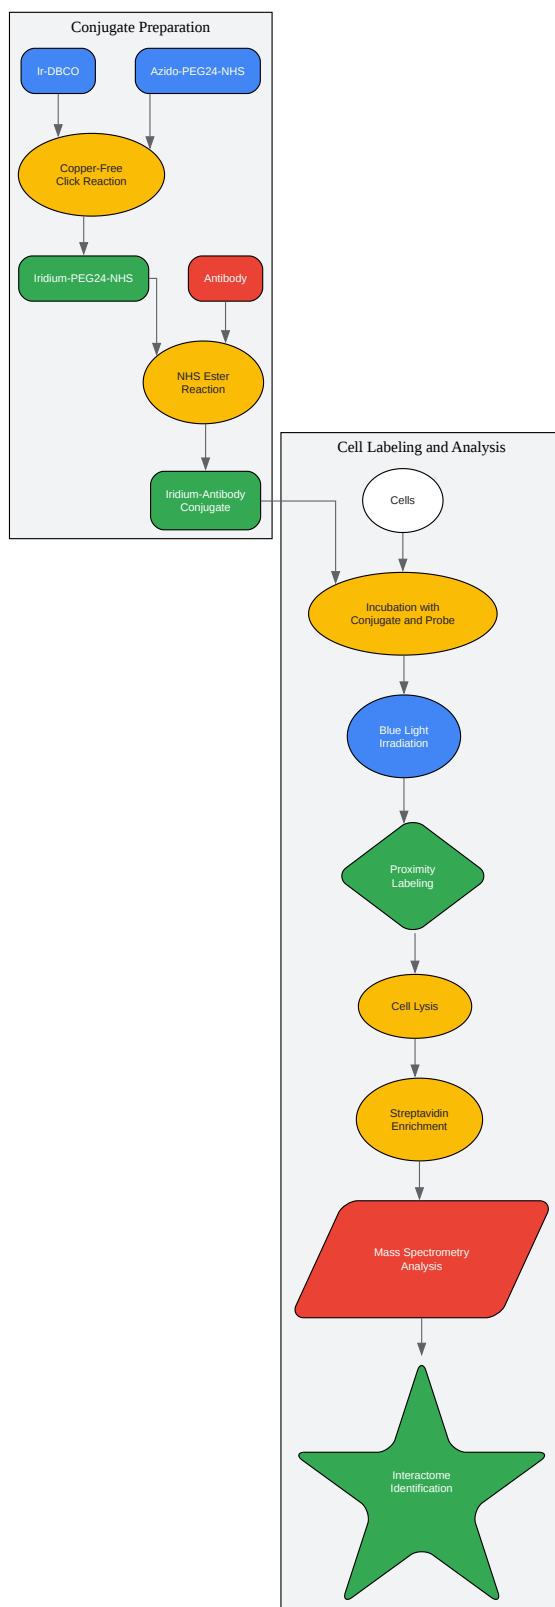 Conjugate Preparation
Ir-DBCO
Azido-PEG24-NHS
Copper-Free
Click Reaction
Iridium-PEG24-NHS
Antibody
NHS Ester
Reaction
Iridium-Antibody
Conjugate
Cell Labeling and Analysis
Cells
Incubation with
Conjugate and Probe
Blue Light
Irradiation
Proximity
Labeling
Cell Lysis
Streptavidin
Enrichment
Mass Spectrometry
Analysis
Interactome
Identification